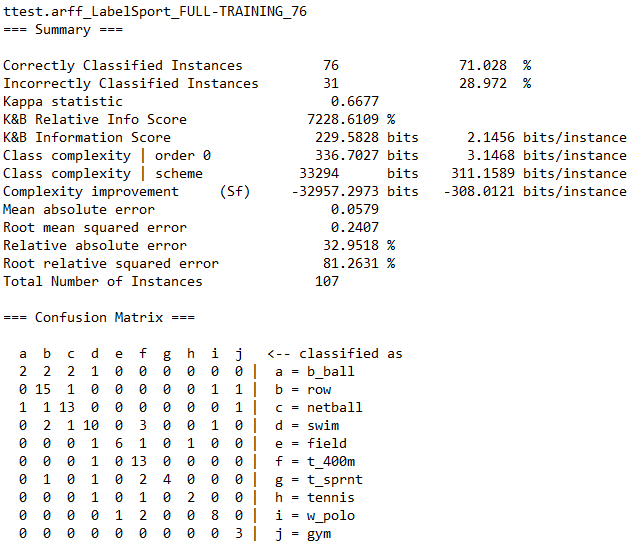 ttest.arff_LabelSport_FULL-TRAINING_76
=== Summary ===

Correctly Classified Instances          76               71.028  %
Incorrectly Classified Instances        31               28.972  %
Kappa statistic                          0.6677
K&B Relative Info Score               7228.6109 %
K&B Information Score                  229.5828 bits      2.1456 bits/instance
Class complexity | order 0             336.7027 bits      3.1468 bits/instance
Class complexity | scheme            33294      bits    311.1589 bits/instance
Complexity improvement     (Sf)     -32957.2973 bits   -308.0121 bits/instance
Mean absolute error                      0.0579
Root mean squared error                  0.2407
Relative absolute error                 32.9518 %
Root relative squared error             81.2631 %
Total Number of Instances              107

=== Confusion Matrix ===

  a  b  c  d  e  f  g  h  i  j   <-- classified as
  2  2  2  1  0  0  0  0  0  0 |  a = b_ball
  0 15  1  0  0  0  0  0  1  1 |  b = row
  1  1 13  0  0  0  0  0  0  1 |  c = netball
  0  2  1 10  0  3  0  0  1  0 |  d = swim
  0  0  0  1  6  1  0  1  0  0 |  e = field
  0  0  0  1  0 13  0  0  0  0 |  f = t_400m
  0  1  0  1  0  2  4  0  0  0 |  g = t_sprnt
  0  0  0  1  0  1  0  2  0  0 |  h = tennis
  0  0  0  0  1  2  0  0  8  0 |  i = w_polo
  0  0  0  0  0  0  0  0  0  3 |  j = gym